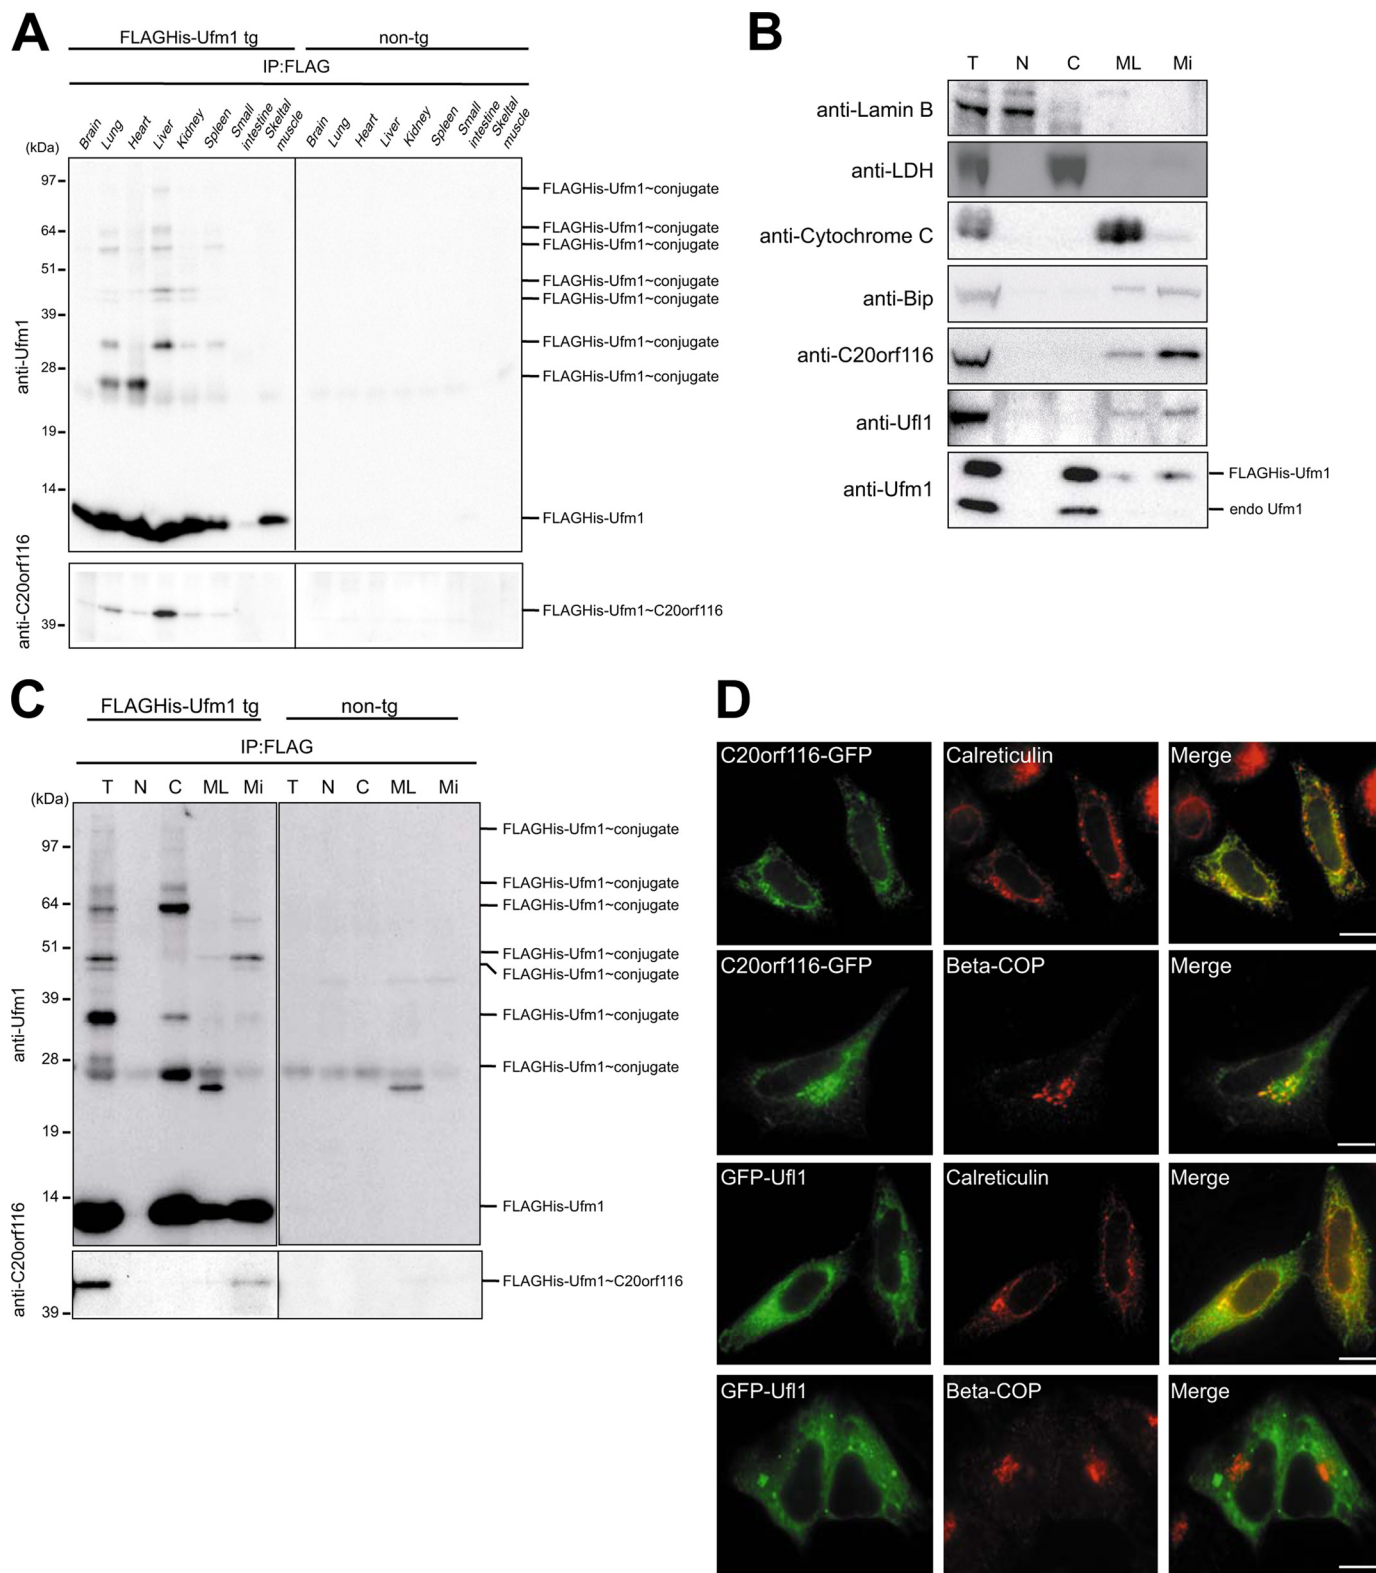 A
FLAGHis-Ufm1 tg
non-tg
IP:FLAG
Brain
Lung
Heart
Liver
Kidney
Spleen
Small intestine
Skeltal muscle
Brain
Lung
Heart
Liver
Kidney
Spleen
Small intestine
Skeltal muscle
(kDa)
97
64
51
39
28
19
14
anti-Ufm1
FLAGHis-Ufm1~conjugate
FLAGHis-Ufm1~conjugate
FLAGHis-Ufm1~conjugate
FLAGHis-Ufm1~conjugate
FLAGHis-Ufm1~conjugate
FLAGHis-Ufm1~conjugate
FLAGHis-Ufm1~conjugate
FLAGHis-Ufm1
anti-C20orf116
39
FLAGHis-Ufm1~C20orf116
B
T N C ML Mi
anti-Lamin B
anti-LDH
anti-Cytochrome C
anti-Bip
anti-C20orf116
anti-Ufl1
anti-Ufm1
FLAGHis-Ufm1
endo Ufm1
C
FLAGHis-Ufm1 tg
non-tg
IP:FLAG
T N C ML Mi T N C ML Mi
(kDa)
97
64
51
39
28
19
14
anti-Ufm1
FLAGHis-Ufm1~conjugate
FLAGHis-Ufm1~conjugate
FLAGHis-Ufm1~conjugate
FLAGHis-Ufm1~conjugate
FLAGHis-Ufm1~conjugate
FLAGHis-Ufm1~conjugate
FLAGHis-Ufm1~conjugate
FLAGHis-Ufm1
anti-C20orf116
39
FLAGHis-Ufm1~C20orf116
D
C20orf116-GFP
Calreticulin
Merge
C20orf116-GFP
Beta-COP
Merge
GFP-Ufl1
Calreticulin
Merge
GFP-Ufl1
Beta-COP
Merge